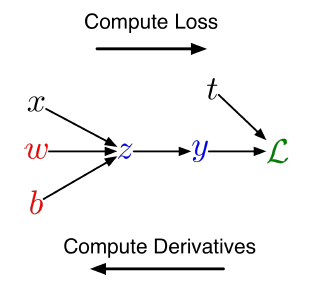 Compute Loss
t
x
w z y ℒ
b
Compute Derivatives